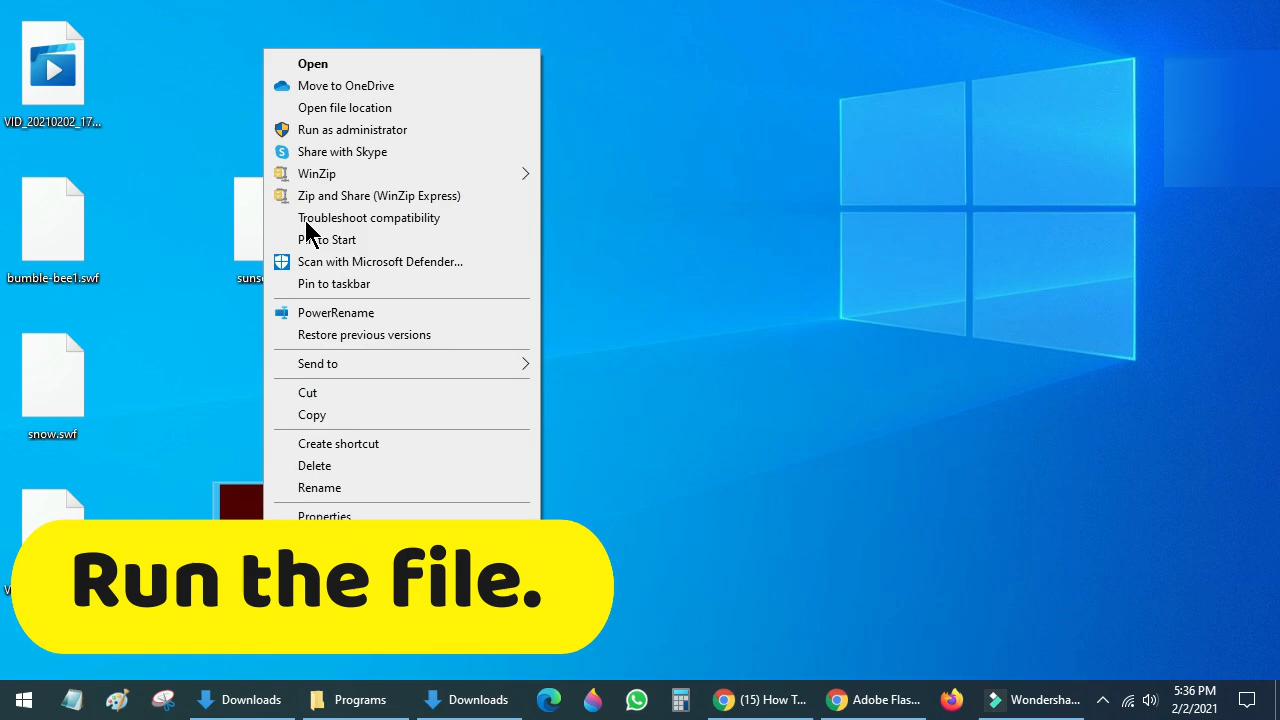 VID_20210202_17...
bumble-bee1.swf
snow.swf
Open
Move to OneDrive
Open file location
Run as administrator
Share with Skype
WinZip
Zip and Share (WinZip Express)
Troubleshoot compatibility
to Start
Scan with Microsoft Defender...
Pin to taskbar
PowerRename
Restore previous versions
Send to
Cut
Copy
Create shortcut
Delete
Rename
Properties
Run the file.
Downloads
Programs
Downloads
(15) How T...
Adobe Flas...
Wondersha...
5:36 PM
2/2/2021